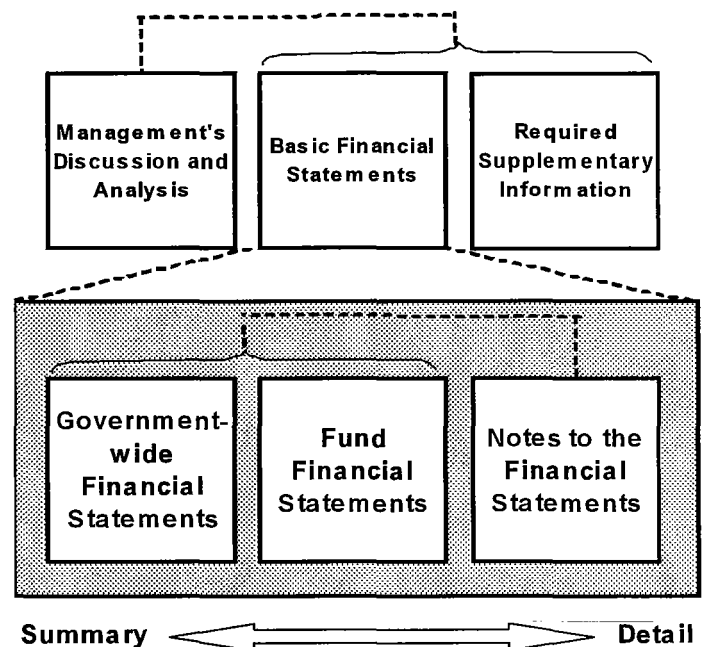 Management's
Discussion and
Analysis
Basic Financial
Statements
Required
Supplementary
Information
Government-
wide
Financial
Statements
Fund
Financial
Statements
Notes to the
Financial
Statements
Summary
Detail